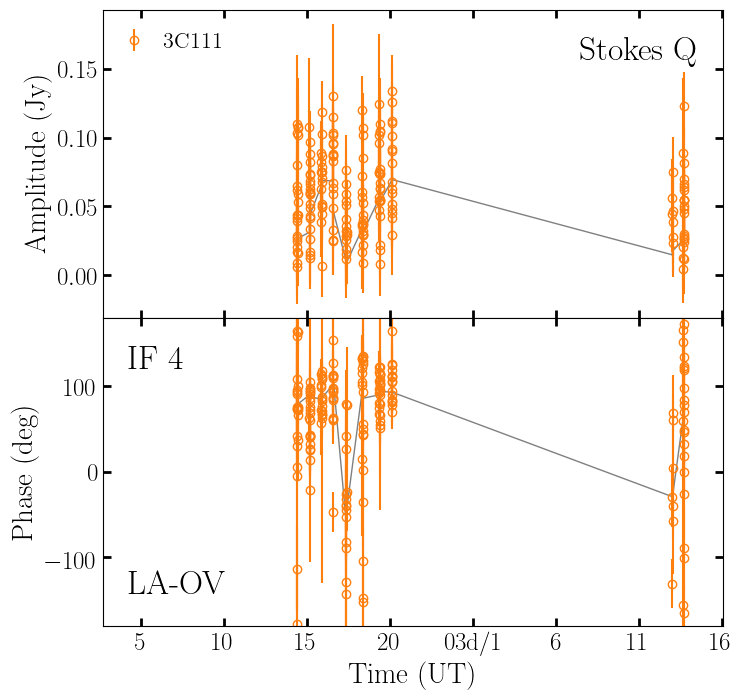 3C111
Stokes Q
0.15
0.10
0.05
0.00
Amplitude (Jy)
IF 4
100
0
−100
Phase (deg)
LA-OV
5 10 15 20 03d/1 6 11 16
Time (UT)